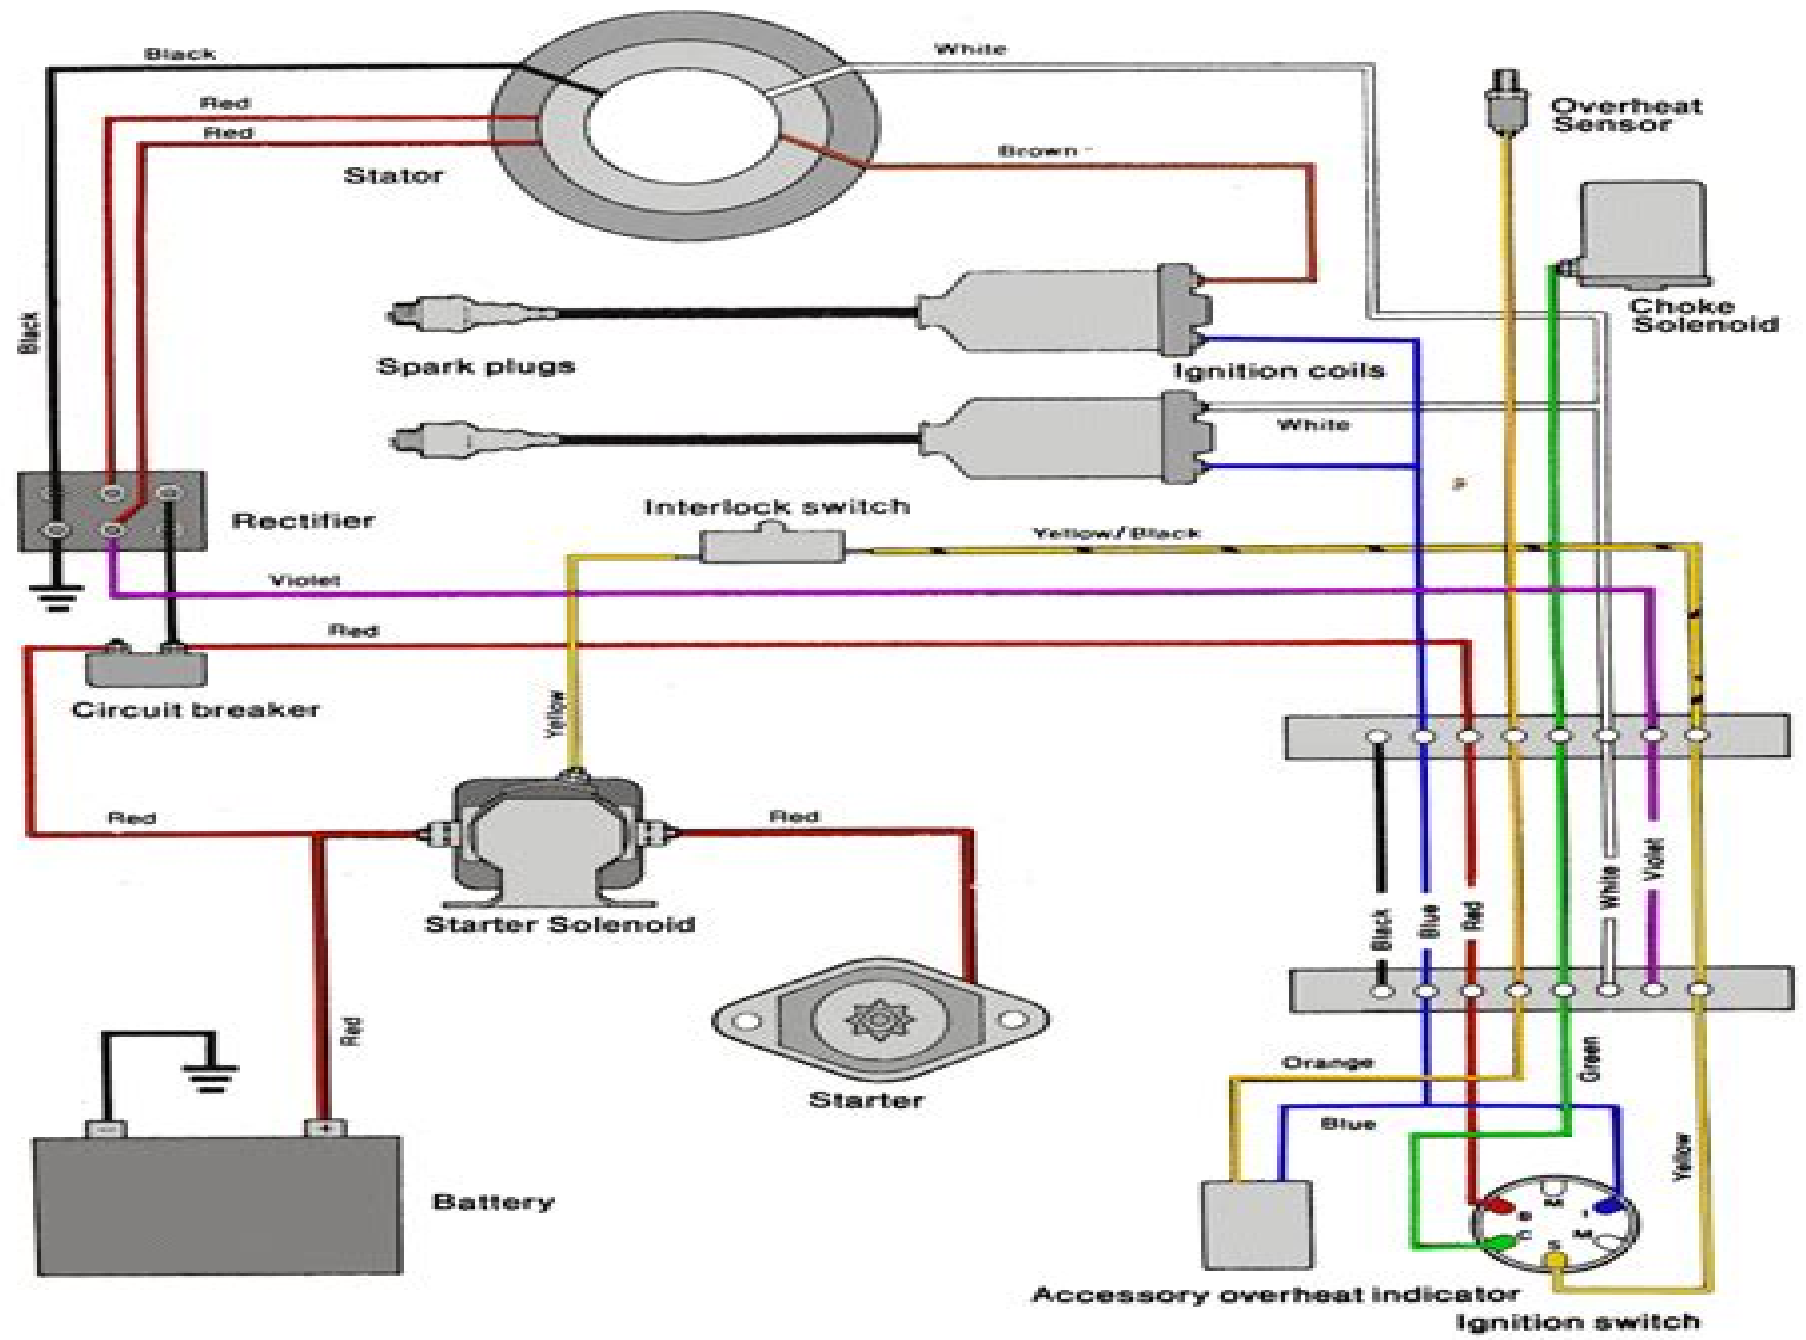 Black
White
Red
Red
Overheat
Sensor
Brown
Stator
Black
Choke
Solenoid
Spark plugs
Ignition coils
White
Interlock switch
Rectifier
Yellow/Black
Violet
Red
Yellow
Circuit breaker
Red
Red
Starter Solenoid
Black
Blue
Red
White
Violet
Red
Orange
Green
Starter
Blue
Yellow
- +
Battery
B
I
C
S
M
Accessory overheat indicator
Ignition switch